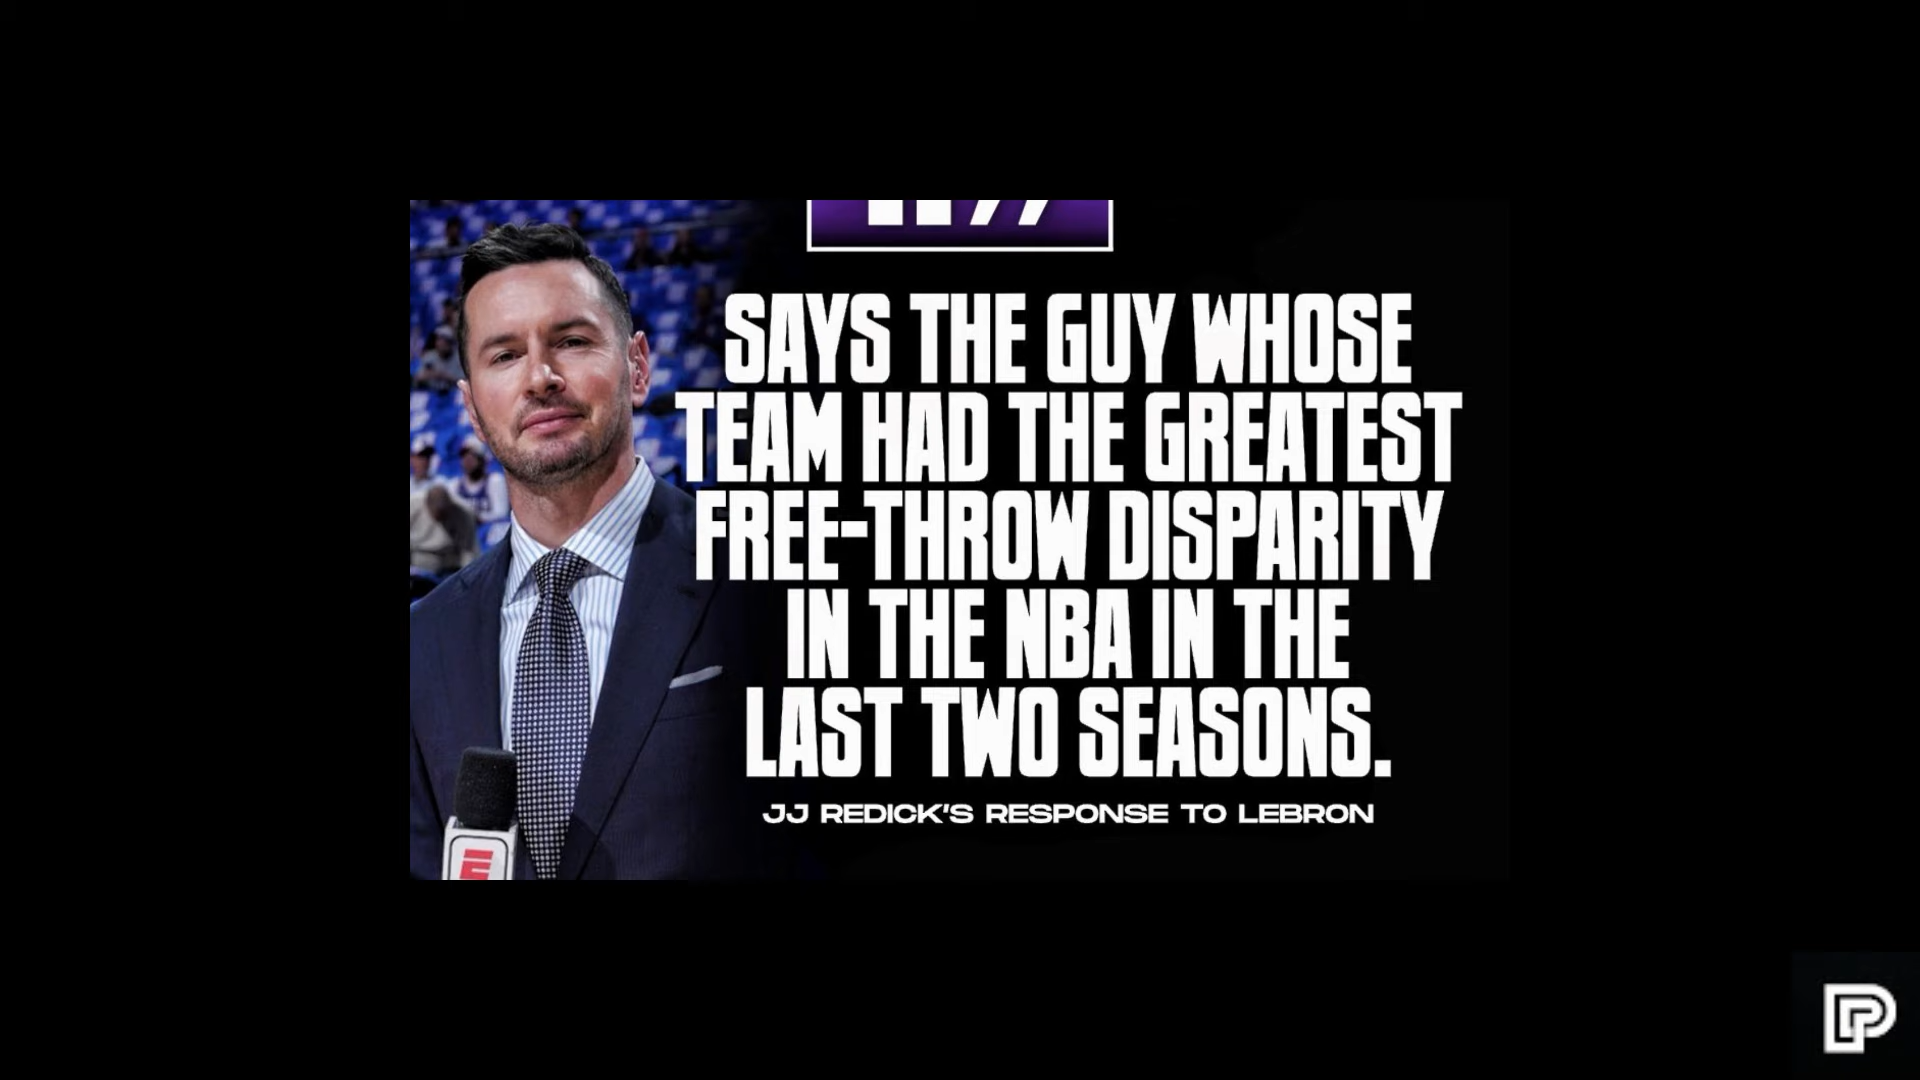 SAYS THE GUY WHOSE
TEAM HAD THE GREATEST
FREE-THROW DISPARITY
IN THE NBA IN THE
LAST TWO SEASONS.
JJ REDICK'S RESPONSE TO LEBRON